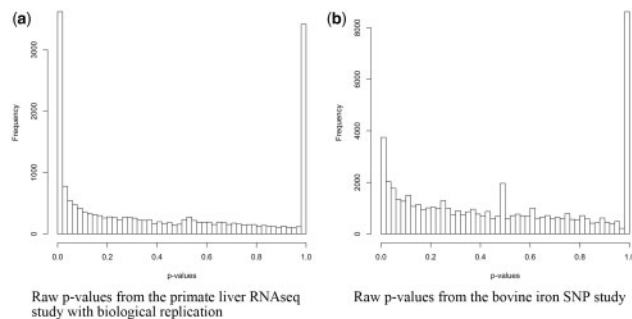 (a)
3000
2000
1000
0
Frequency
0.0 0.2 0.4 0.6 0.8 1.0
p-values
Raw p-values from the primate liver RNAseq
study with biological replication
(b)
8000
6000
4000
2000
0
Frequency
0.0 0.2 0.4 0.6 0.8 1.0
p-values
Raw p-values from the bovine iron SNP study